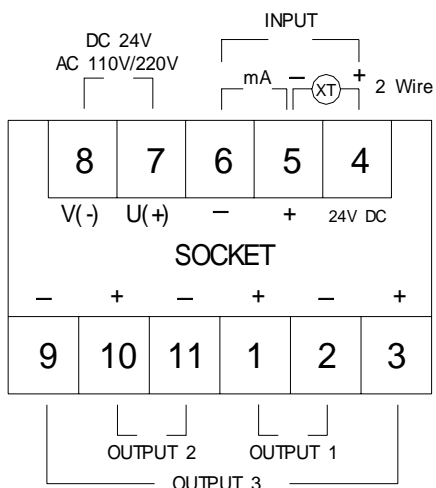 INPUT
DC 24V
AC 110V/220V
mA − XT + 2 Wire
8 7 6 5 4
V(-) U(+) − + 24V DC
SOCKET
− + − + − +
9 10 11 1 2 3
OUTPUT 2 OUTPUT 1
OUTPUT 3